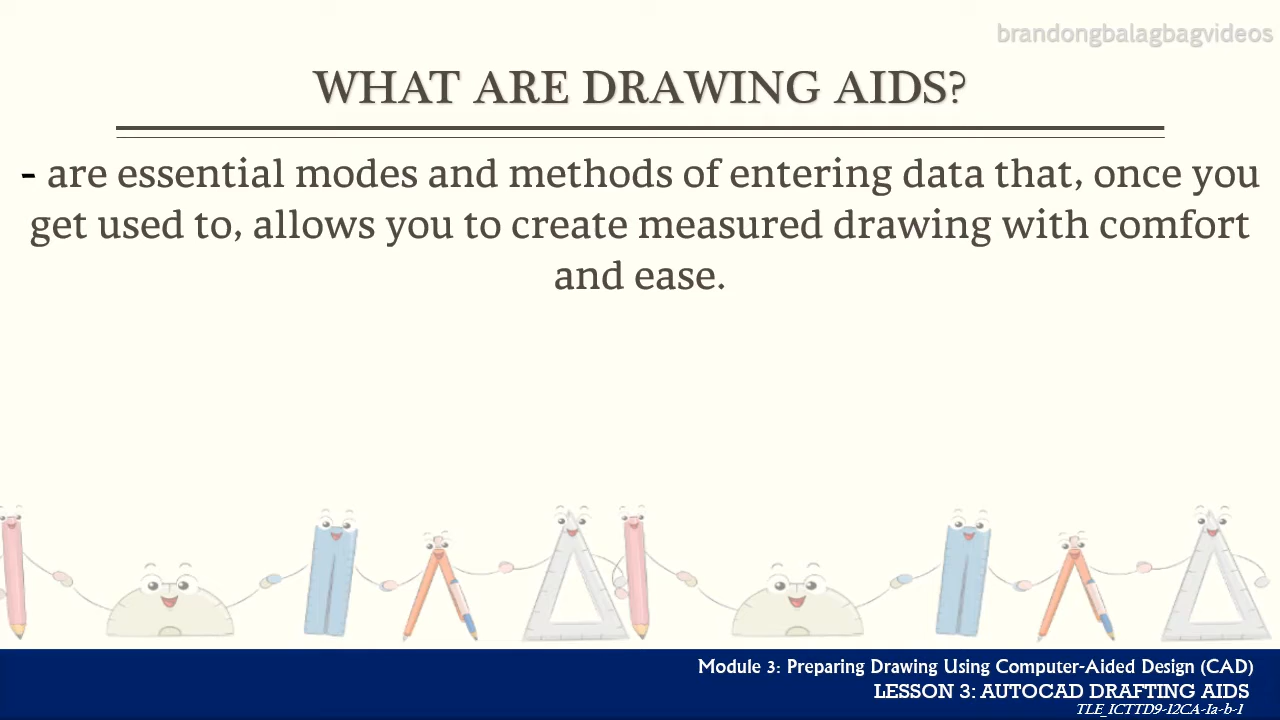 brandongbalagbagvideos
WHAT ARE DRAWING AIDS?
- are essential modes and methods of entering data that, once you
get used to, allows you to create measured drawing with comfort
and ease.
Module 3: Preparing Drawing Using Computer-Aided Design (CAD)
LESSON 3: AUTOCAD DRAFTING AIDS
TLE_ICTTD9-12CA-Ia-b-1